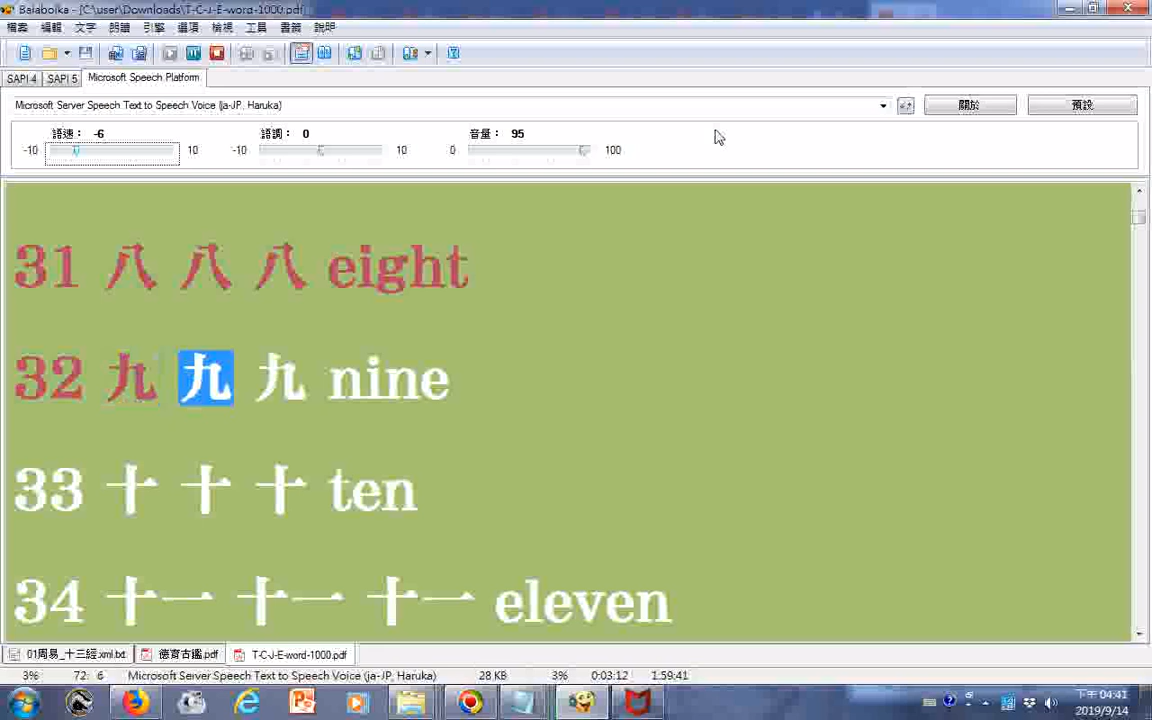 Balabolka - [C:\user\Downloads\T-C-J-E-word-1000.pdf]
檔案 編輯 文字 朗讀 引擎 選項 檢視 工具 書籤 說明
SAPI 4 SAPI 5 Microsoft Speech Platform
Microsoft Server Speech Text to Speech Voice (ja-JP, Haruka) 關於 預設
語速： -6 語調： 0 音量： 95
-10 10 -10 10 0 100
31 八 八 八 eight
32 九 九 九 nine
33 十 十 十 ten
34 十一 十一 十一 eleven
01周易_十三經.xml.txt 德育古鑑.pdf T-C-J-E-word-1000.pdf
3% 72: 6 Microsoft Server Speech Text to Speech Voice (ja-JP, Haruka) 28 KB 3% 0:03:12 1:59:41
下午 04:41
2019/9/14